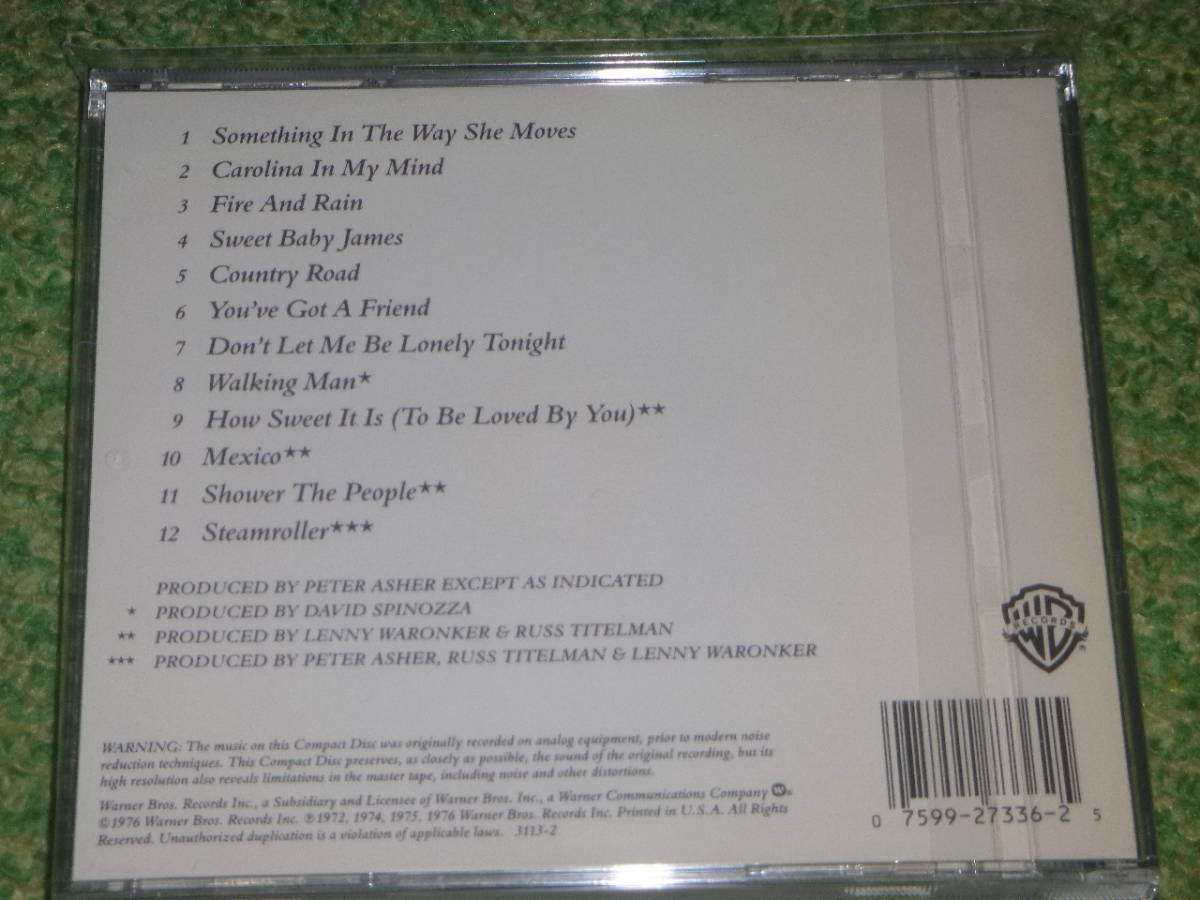 1 Something In The Way She Moves
2 Carolina In My Mind
3 Fire And Rain
4 Sweet Baby James
5 Country Road
6 You've Got A Friend
7 Don't Let Me Be Lonely Tonight
8 Walking Man★
9 How Sweet It Is (To Be Loved By You)★★
10 Mexico★★
11 Shower The People★★
12 Steamroller★★★
PRODUCED BY PETER ASHER EXCEPT AS INDICATED
★ PRODUCED BY DAVID SPINOZZA
★★ PRODUCED BY LENNY WARONKER & RUSS TITELMAN
★★★ PRODUCED BY PETER ASHER, RUSS TITELMAN & LENNY WARONKER
WB
RECORDS
®
WARNING: The music on this Compact Disc was originally recorded on analog equipment, prior to modern noise
reduction techniques. This Compact Disc preserves, as closely as possible, the sound of the original recording, but its
high resolution also reveals limitations in the master tape, including noise and other distortions.
Warner Bros. Records Inc., a Subsidiary and Licensee of Warner Bros. Inc., a Warner Communications Company
©1976 Warner Bros. Records Inc. ℗1972, 1974, 1975, 1976 Warner Bros. Records Inc. Printed in U.S.A. All Rights
Reserved. Unauthorized duplication is a violation of applicable laws. 3113-2
0 7599-27336-2 5